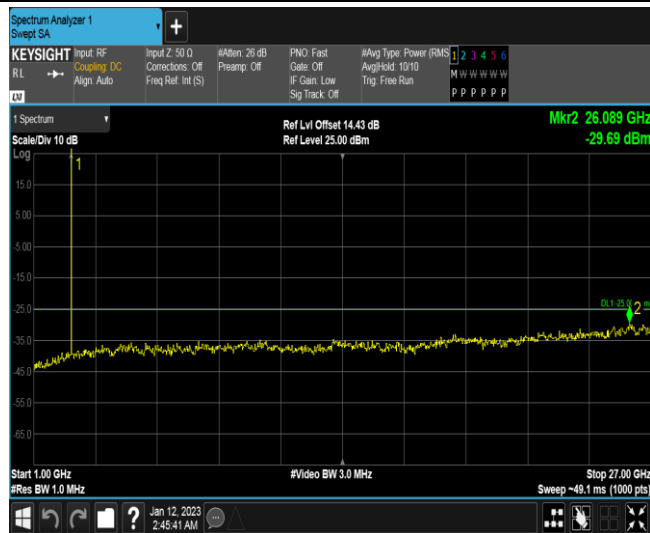 Spectrum Analyzer 1
Swept SA
+
KEYSIGHT
RL
LXI
Input: RF
Coupling: DC
Align: Auto
Input Z: 50 Ω
Corrections: Off
Freq Ref: Int (S)
#Atten: 26 dB
Preamp: Off
PNO: Fast
Gate: Off
IF Gain: Low
Sig Track: Off
#Avg Type: Power (RMS
Avg|Hold: 10/10
Trig: Free Run
1 2 3 4 5 6
M W W W W W
P P P P P P
1 Spectrum
Scale/Div 10 dB
Log
Ref Lvl Offset 14.43 dB
Ref Level 25.00 dBm
Mkr2 26.089 GHz
-29.69 dBm
1
15.0
5.00
-5.00
-15.0
-25.0
DL1 -25.0
2
-35.0
-45.0
-55.0
-65.0
Start 1.00 GHz
#Video BW 3.0 MHz
Stop 27.00 GHz
#Res BW 1.0 MHz
Sweep ~49.1 ms (1000 pts)
?
Jan 12, 2023
2:45:41 AM